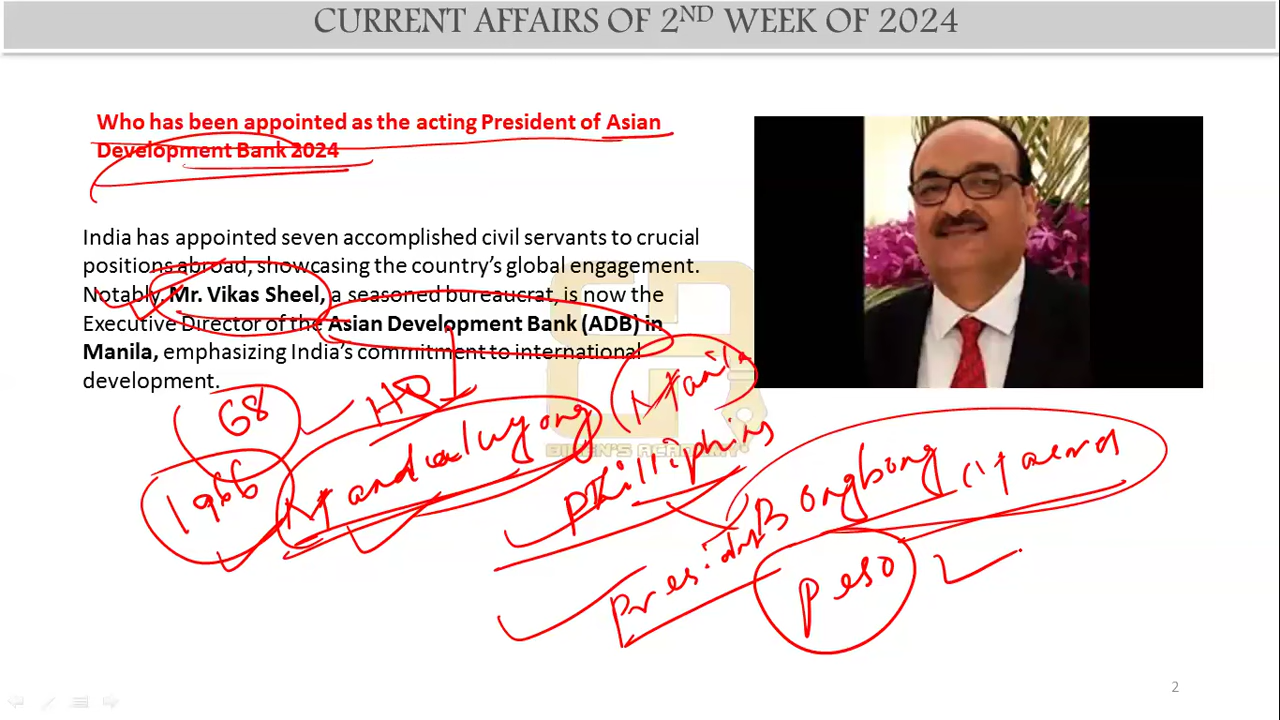 CURRENT AFFAIRS OF 2ND WEEK OF 2024
Who has been appointed as the acting President of Asian
Development Bank 2024
India has appointed seven accomplished civil servants to crucial
positions abroad, showcasing the country's global engagement.
Notably, Mr. Vikas Sheel, a seasoned bureaucrat, is now the
Executive Director of the Asian Development Bank (ADB) in
Manila, emphasizing India's commitment to international
development.
68
HQ
Manila
1966
Mandaluyong
Philliphins
President Bongbong
Peso
2